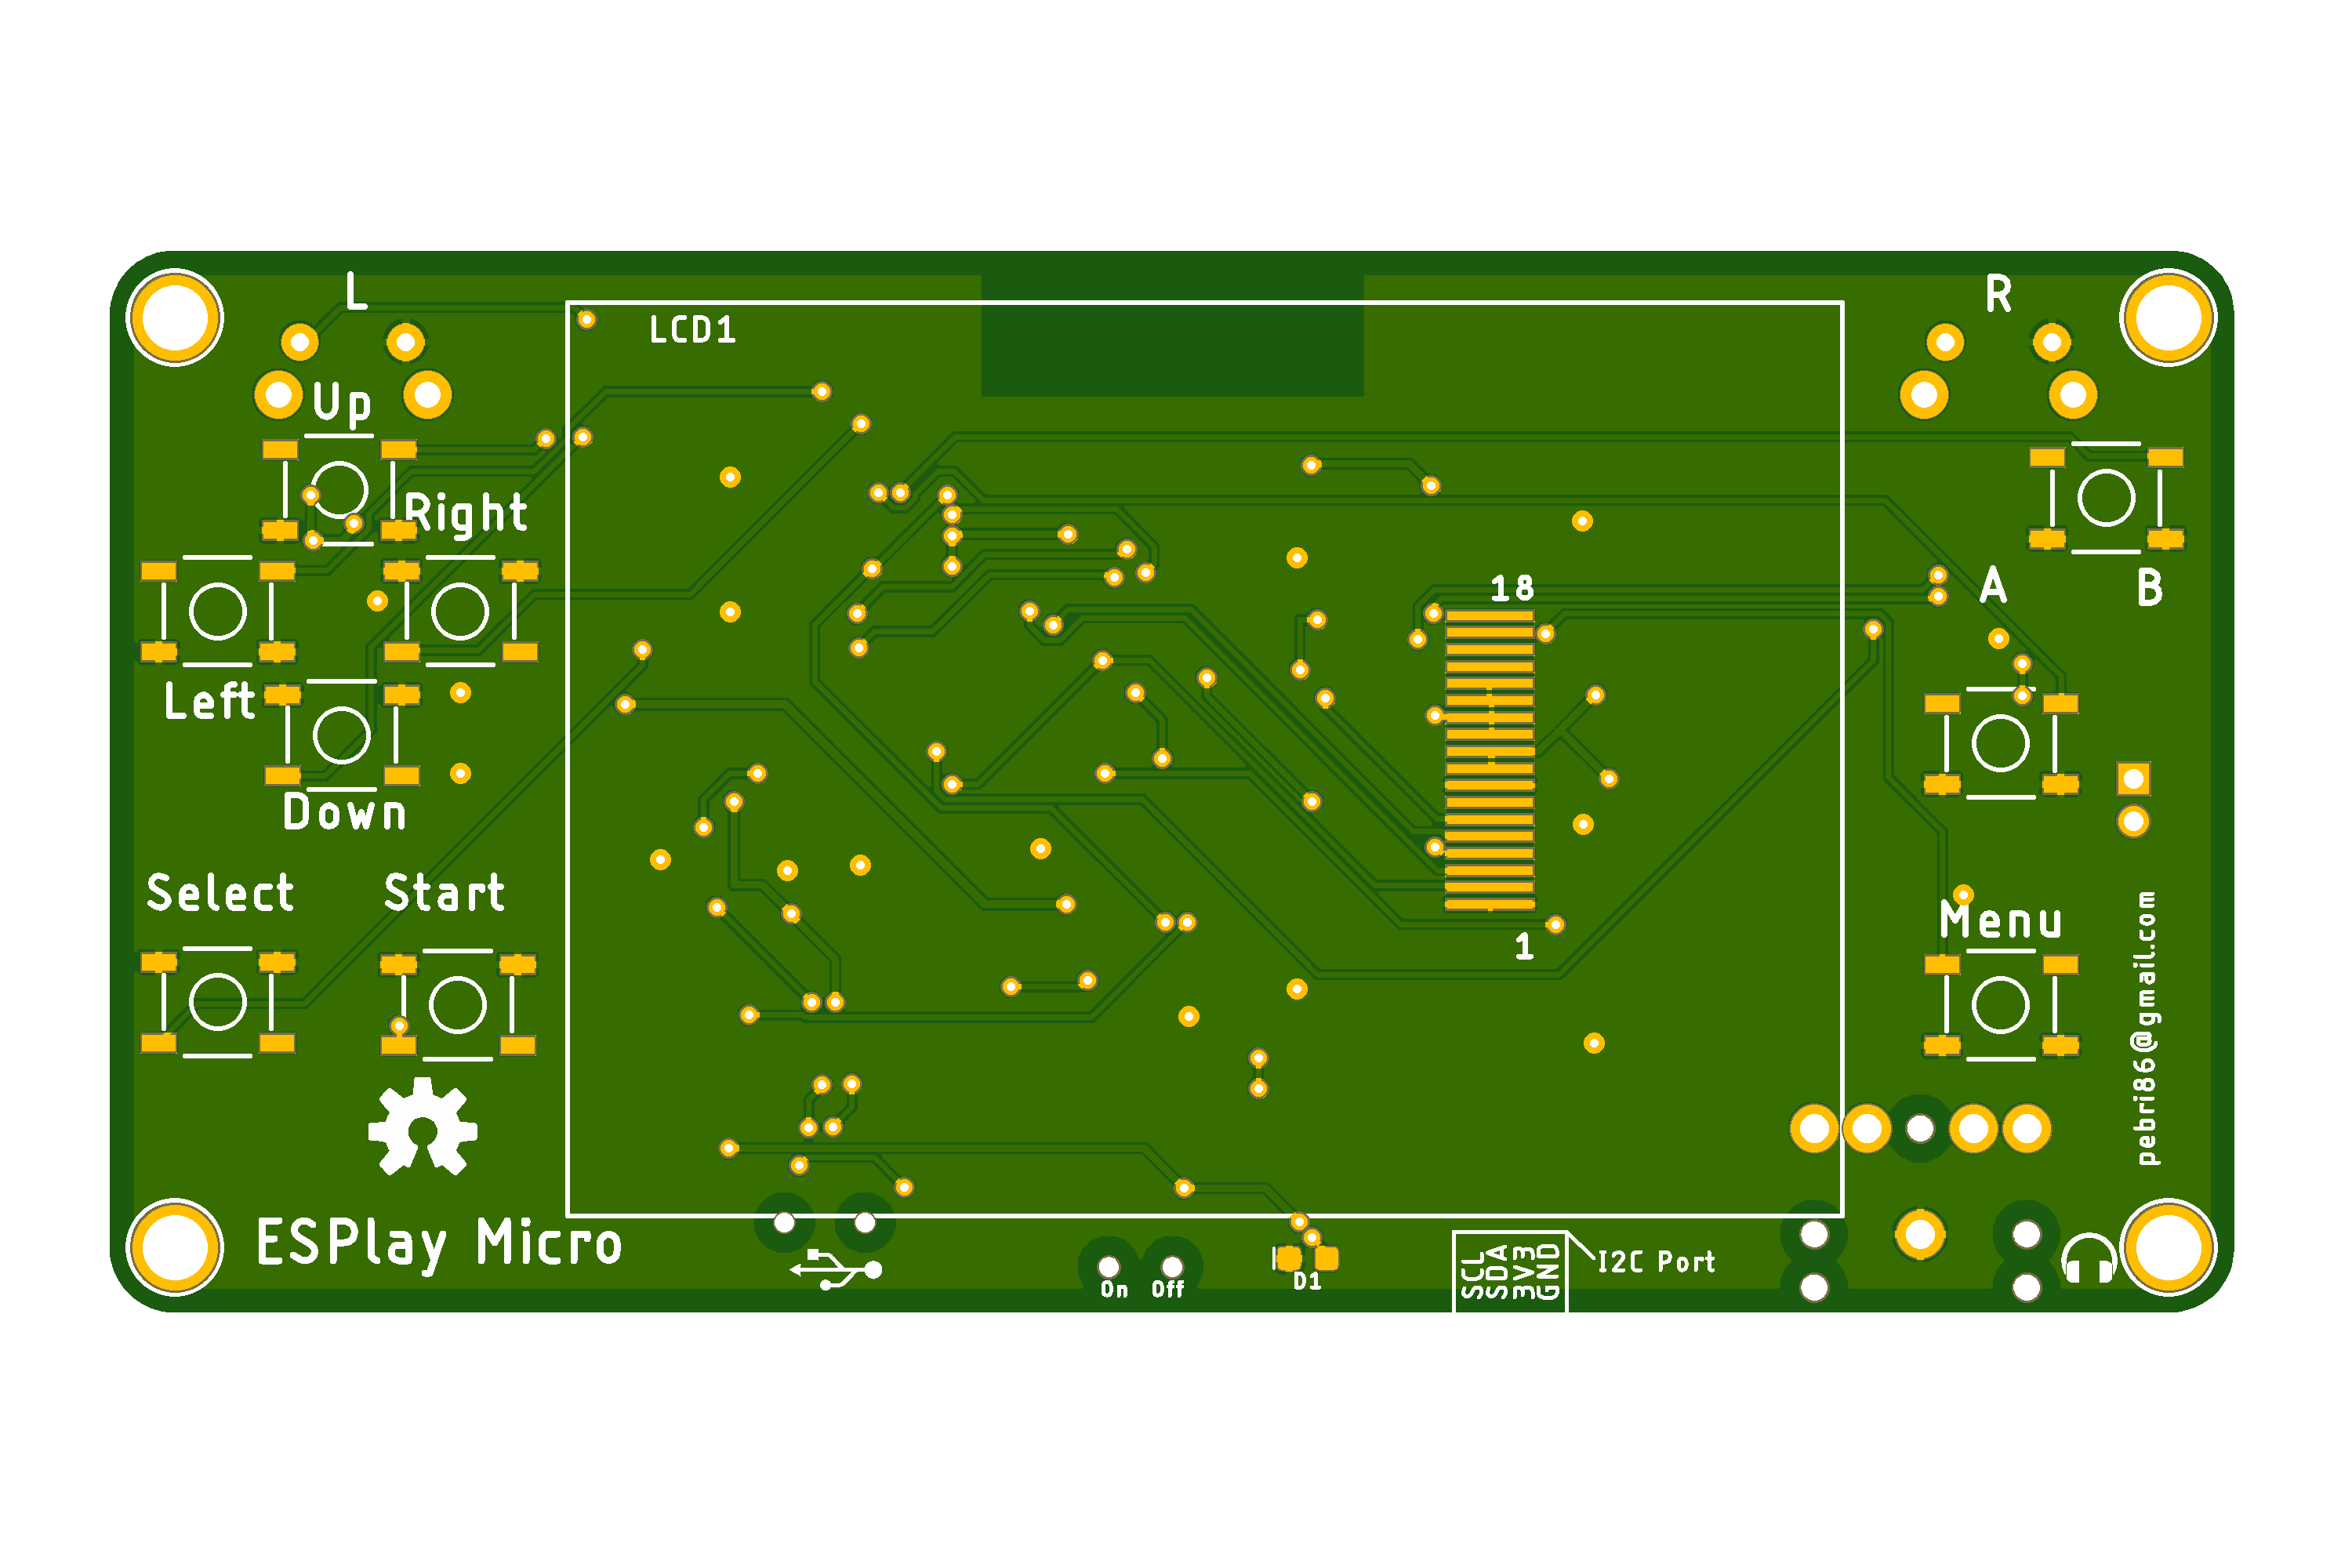 L
R
LCD1
Up
Right
18
A
B
Left
Down
Select
Start
Menu
1
pebri86@gmail.com
ESPlay Micro
On
Off
D1
SCL
SDA
3V3
GND
I2C Port